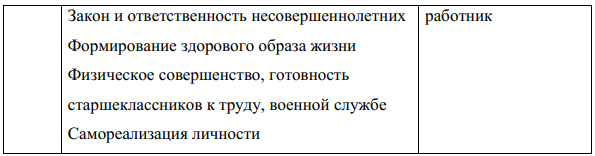 Закон и ответственность несовершеннолетних
работник
Формирование здорового образа жизни
Физическое совершенство, готовность
старшеклассников к труду, военной службе
Самореализация личности